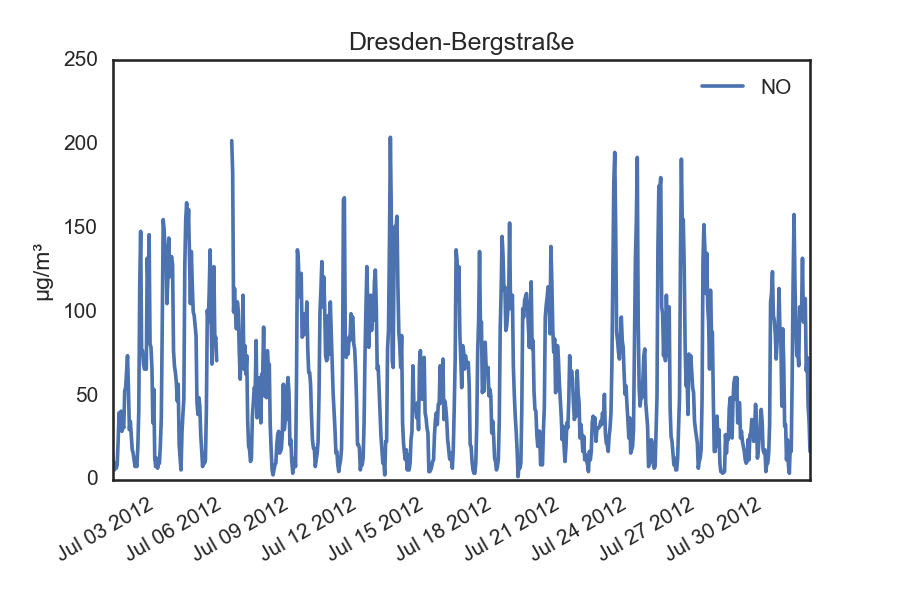 Dresden-Bergstraße
250
200
150
100
50
0
µg/m³
NO
Jul 03 2012
Jul 06 2012
Jul 09 2012
Jul 12 2012
Jul 15 2012
Jul 18 2012
Jul 21 2012
Jul 24 2012
Jul 27 2012
Jul 30 2012